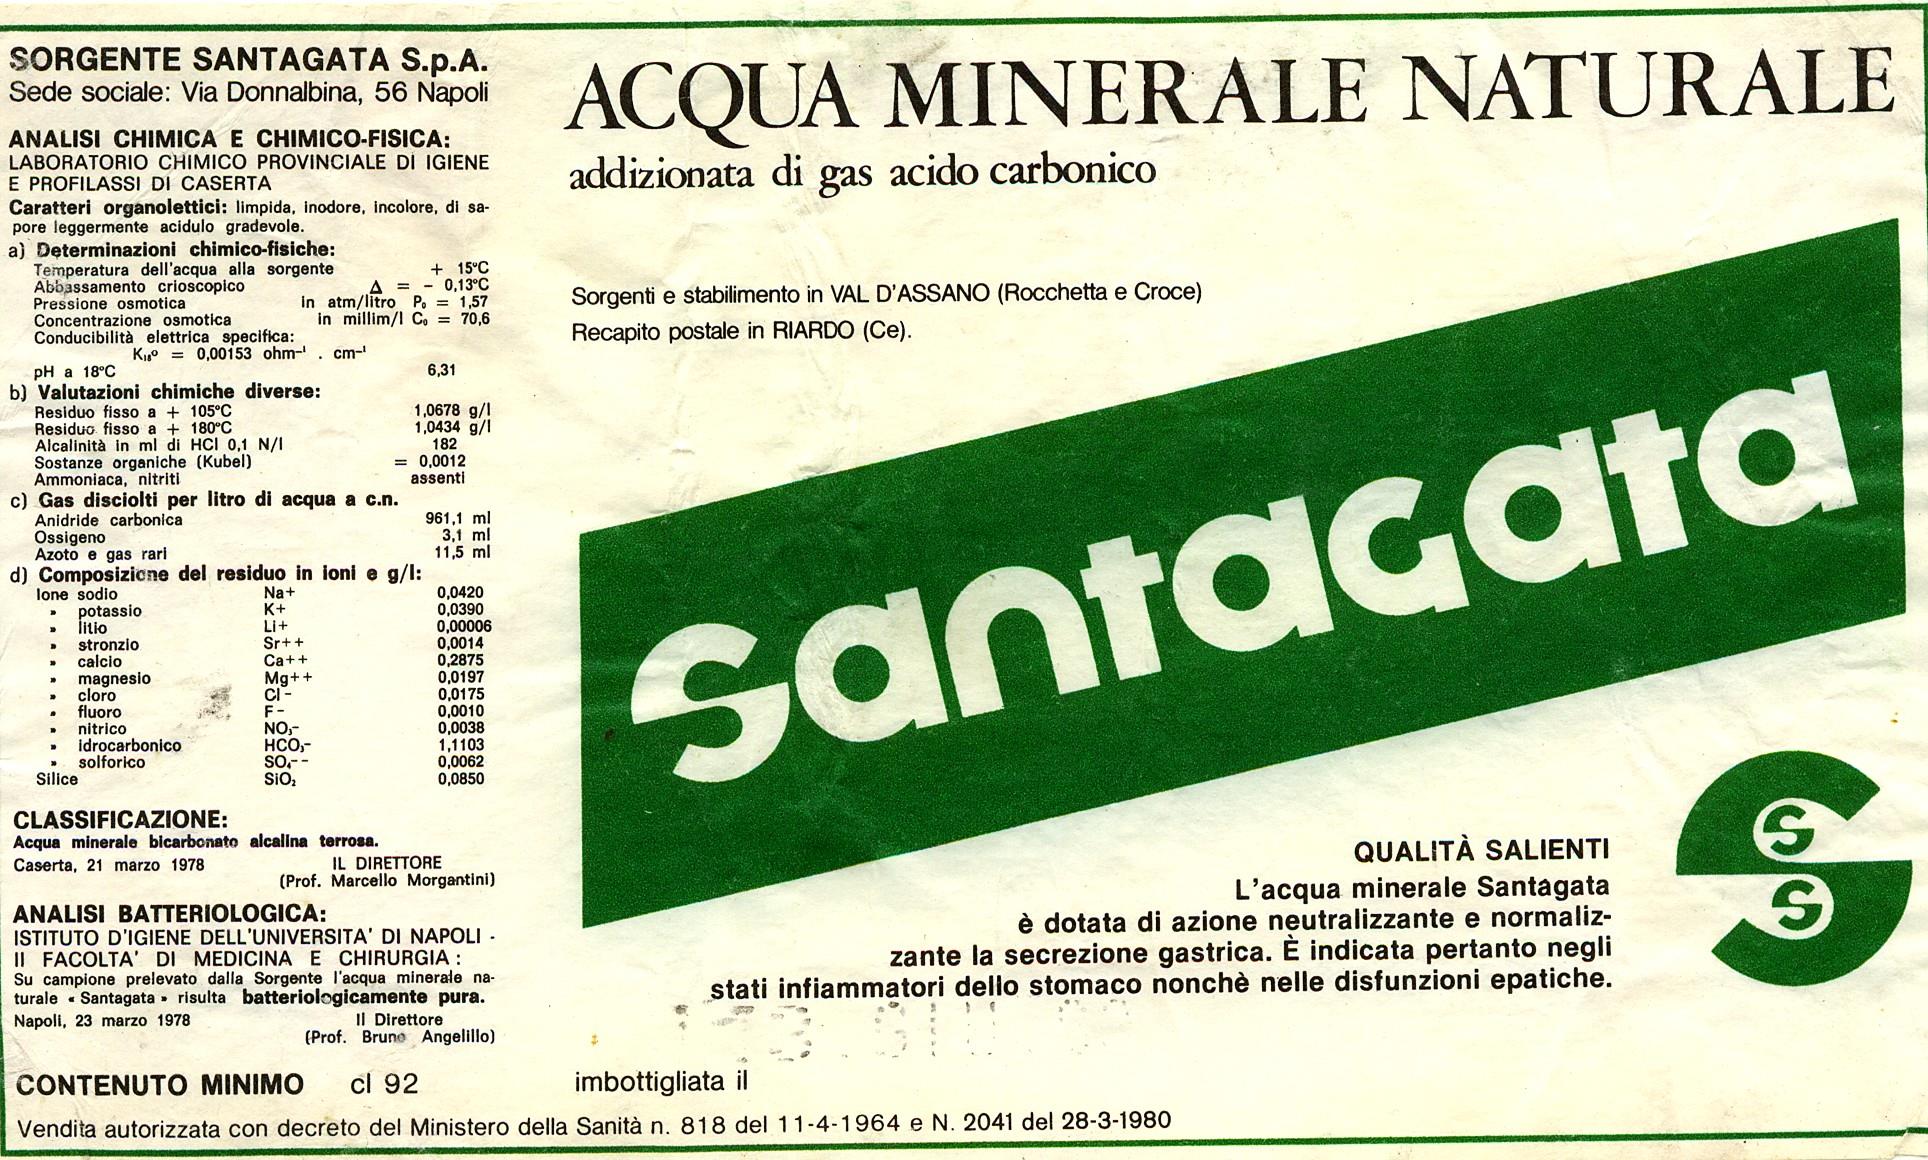 SORGENTE SANTAGATA S.p.A.
Sede sociale: Via Donnalbina, 56 Napoli
ANALISI CHIMICA E CHIMICO-FISICA:
LABORATORIO CHIMICO PROVINCIALE DI IGIENE
E PROFILASSI DI CASERTA
Caratteri organolettici: limpida, inodore, incolore, di sa-
pore leggermente acidulo gradevole.
a) Determinazioni chimico-fisiche:
Temperatura dell'acqua alla sorgente + 15°C
Abbassamento crioscopico Δ = - 0,13°C
Pressione osmotica in atm/litro P₀ = 1,57
Concentrazione osmotica in millim/l C₀ = 70,6
Conducibilità elettrica specifica:
K₁₈° = 0,00153 ohm⁻¹ . cm⁻¹
pH a 18°C 6,31
b) Valutazioni chimiche diverse:
Residuo fisso a + 105°C 1,0678 g/l
Residuo fisso a + 180°C 1,0434 g/l
Alcalinità in ml di HCl 0,1 N/l 182
Sostanze organiche (Kubel) = 0,0012
Ammoniaca, nitriti assenti
c) Gas disciolti per litro di acqua a c.n.
Anidride carbonica 961,1 ml
Ossigeno 3,1 ml
Azoto e gas rari 11,5 ml
d) Composizione del residuo in ioni e g/l:
Ione sodio Na+ 0,0420
» potassio K+ 0,0390
» litio Li+ 0,00006
» stronzio Sr++ 0,0014
» calcio Ca++ 0,2875
» magnesio Mg++ 0,0197
» cloro Cl- 0,0175
» fluoro F- 0,0010
» nitrico NO₃- 0,0038
» idrocarbonico HCO₃- 1,1103
» solforico SO₄-- 0,0062
Silice SiO₂ 0,0850
CLASSIFICAZIONE:
Acqua minerale bicarbonato alcalina terrosa.
Caserta, 21 marzo 1978 IL DIRETTORE
(Prof. Marcello Morgantini)
ANALISI BATTERIOLOGICA:
ISTITUTO D'IGIENE DELL'UNIVERSITA' DI NAPOLI -
II FACOLTA' DI MEDICINA E CHIRURGIA :
Su campione prelevato dalla Sorgente l'acqua minerale na-
turale « Santagata » risulta batteriologicamente pura.
Napoli, 23 marzo 1978 Il Direttore
(Prof. Bruno Angelillo)
CONTENUTO MINIMO cl 92
ACQUA MINERALE NATURALE
addizionata di gas acido carbonico
Sorgenti e stabilimento in VAL D'ASSANO (Rocchetta e Croce)
Recapito postale in RIARDO (Ce).
santagata
QUALITÀ SALIENTI
L'acqua minerale Santagata
è dotata di azione neutralizzante e normaliz-
zante la secrezione gastrica. È indicata pertanto negli
stati infiammatori dello stomaco nonchè nelle disfunzioni epatiche.
S
S
S
imbottigliata il
Vendita autorizzata con decreto del Ministero della Sanità n. 818 del 11-4-1964 e N. 2041 del 28-3-1980